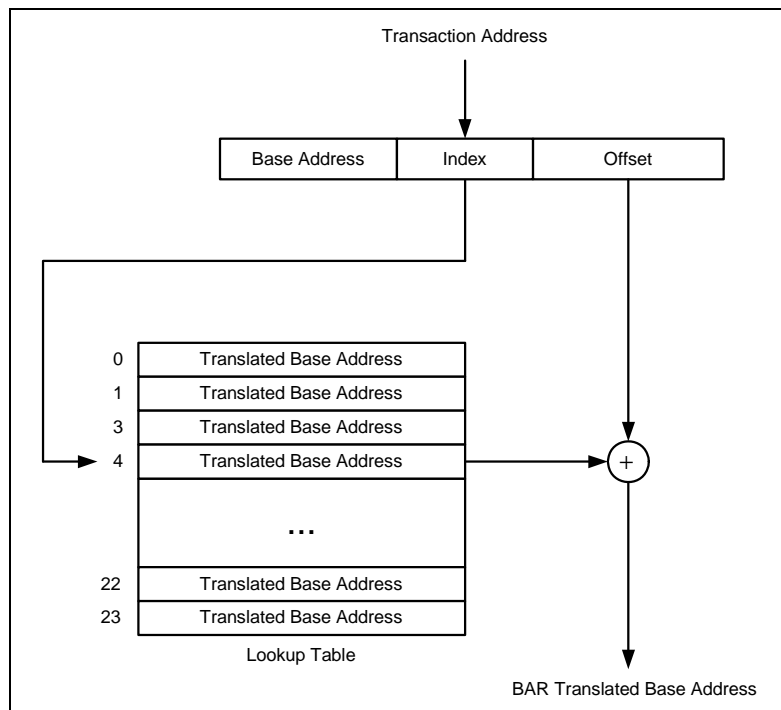 Transaction Address
Base Address Index Offset
0 Translated Base Address
1 Translated Base Address
3 Translated Base Address
4 Translated Base Address +
...
22 Translated Base Address
23 Translated Base Address
Lookup Table
BAR Translated Base Address